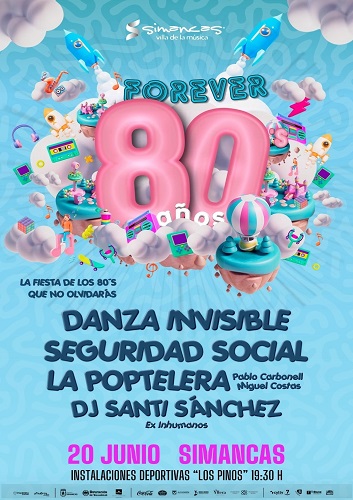 Simancas
villa de la música
FOREVER
80
años
LA FIESTA DE LOS 80'S
QUE NO OLVIDARÁS
DANZA INVISIBLE
SEGURIDAD SOCIAL
LA POPTELERA Pablo Carbonell
Miguel Costas
DJ SANTI SÁNCHEZ
Ex Inhumanos
20 JUNIO SIMANCAS
INSTALACIONES DEPORTIVAS "LOS PINOS" 19:30 H
Coca-Cola